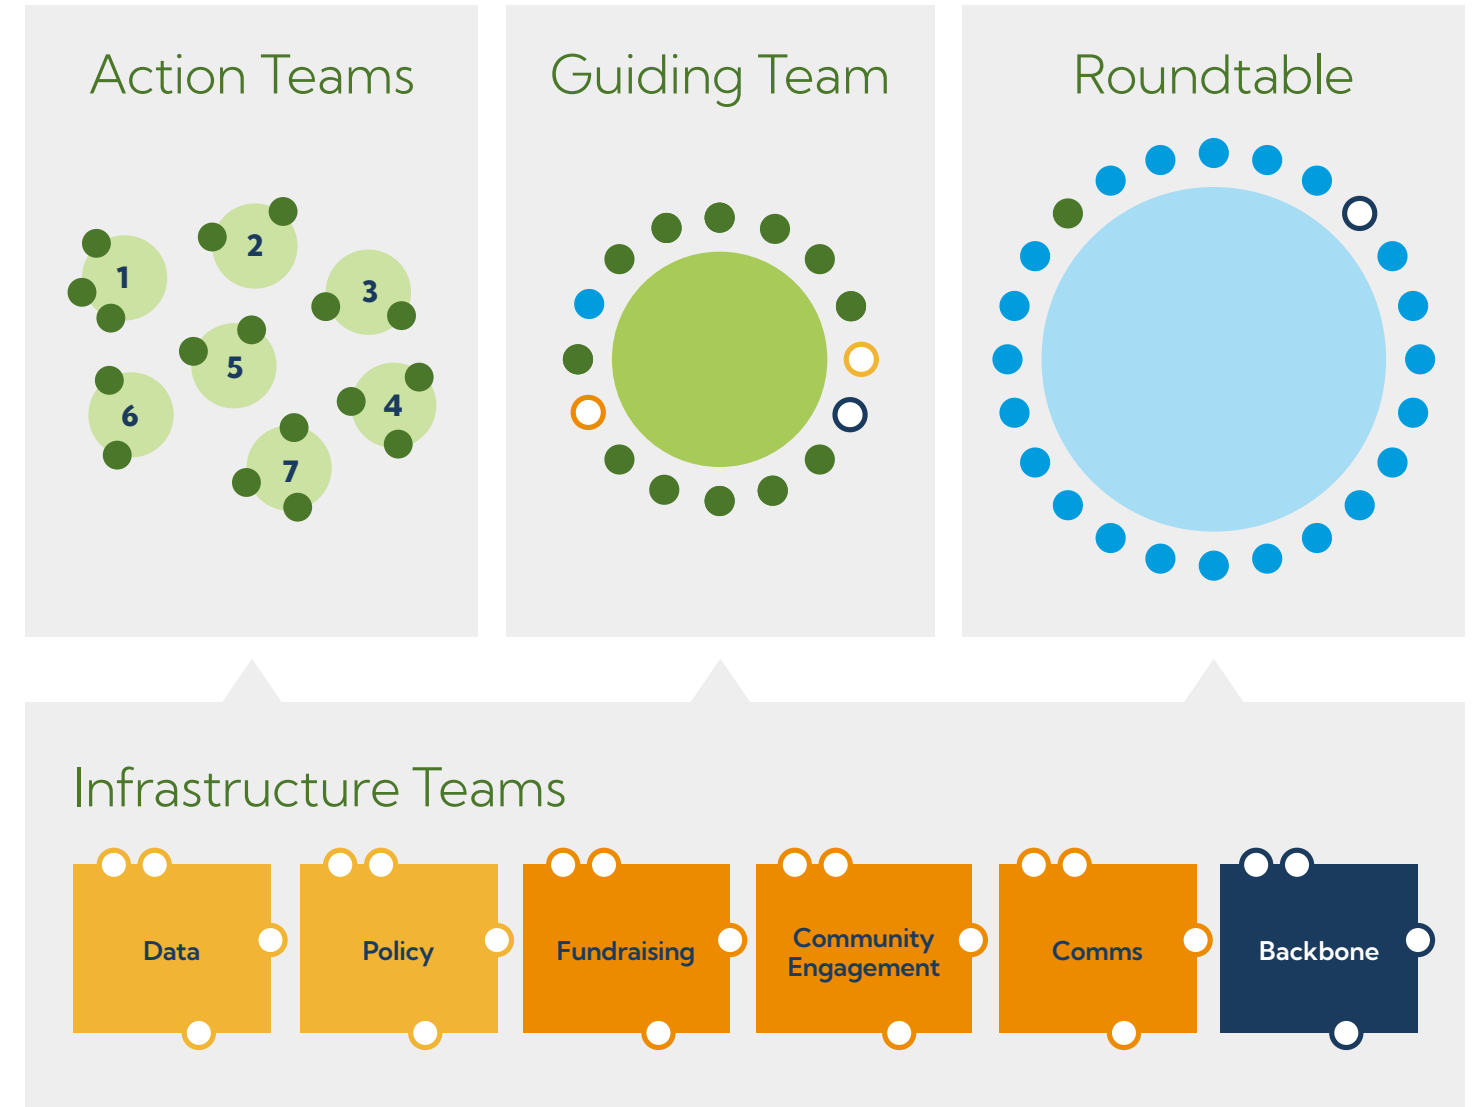 Action Teams
1
2
3
4
5
6
7
Guiding Team
Roundtable
Infrastructure Teams
Data
Policy
Fundraising
Community
Engagement
Comms
Backbone